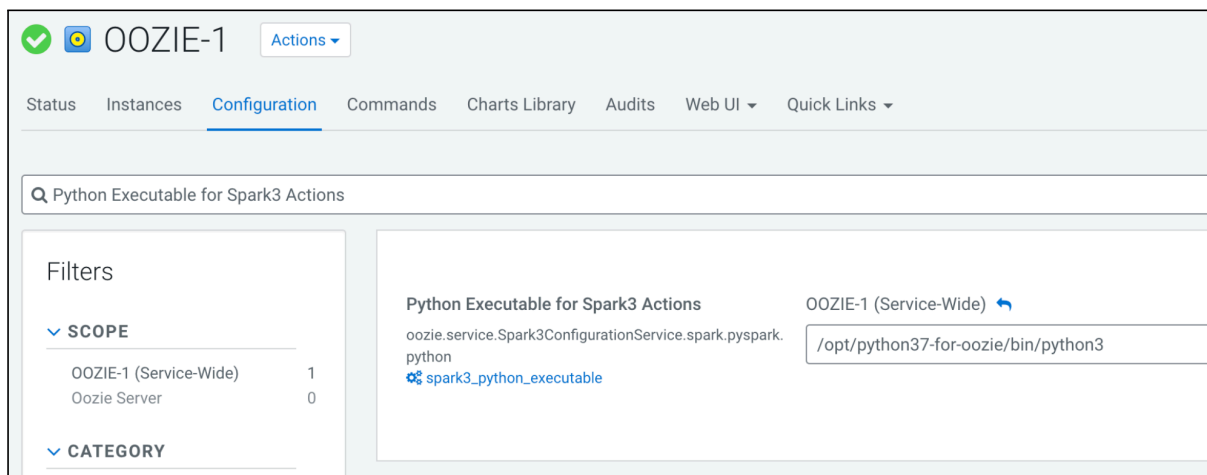 OOZIE-1
Actions
Status Instances Configuration Commands Charts Library Audits Web UI Quick Links
Python Executable for Spark3 Actions
Filters
SCOPE
OOZIE-1 (Service-Wide) 1
Oozie Server 0
CATEGORY
Python Executable for Spark3 Actions
oozie.service.Spark3ConfigurationService.spark.pyspark.
python
spark3_python_executable
OOZIE-1 (Service-Wide)
/opt/python37-for-oozie/bin/python3